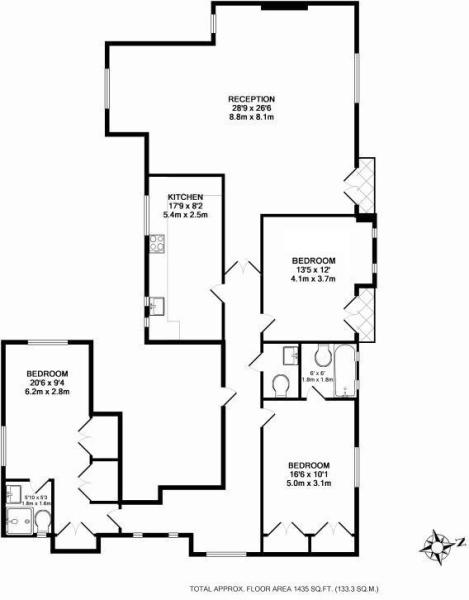 RECEPTION
28'9 x 26'6
8.8m x 8.1m
KITCHEN
17'9 x 8'2
5.4m x 2.5m
BEDROOM
13'5 x 12'
4.1m x 3.7m
BEDROOM
20'6 x 9'4
6.2m x 2.8m
6' x 6'
1.8m x 1.8m
BEDROOM
16'6 x 10'1
5.0m x 3.1m
5'10 x 5'3
1.8m x 1.6m
N
TOTAL APPROX. FLOOR AREA 1435 SQ.FT. (133.3 SQ.M.)